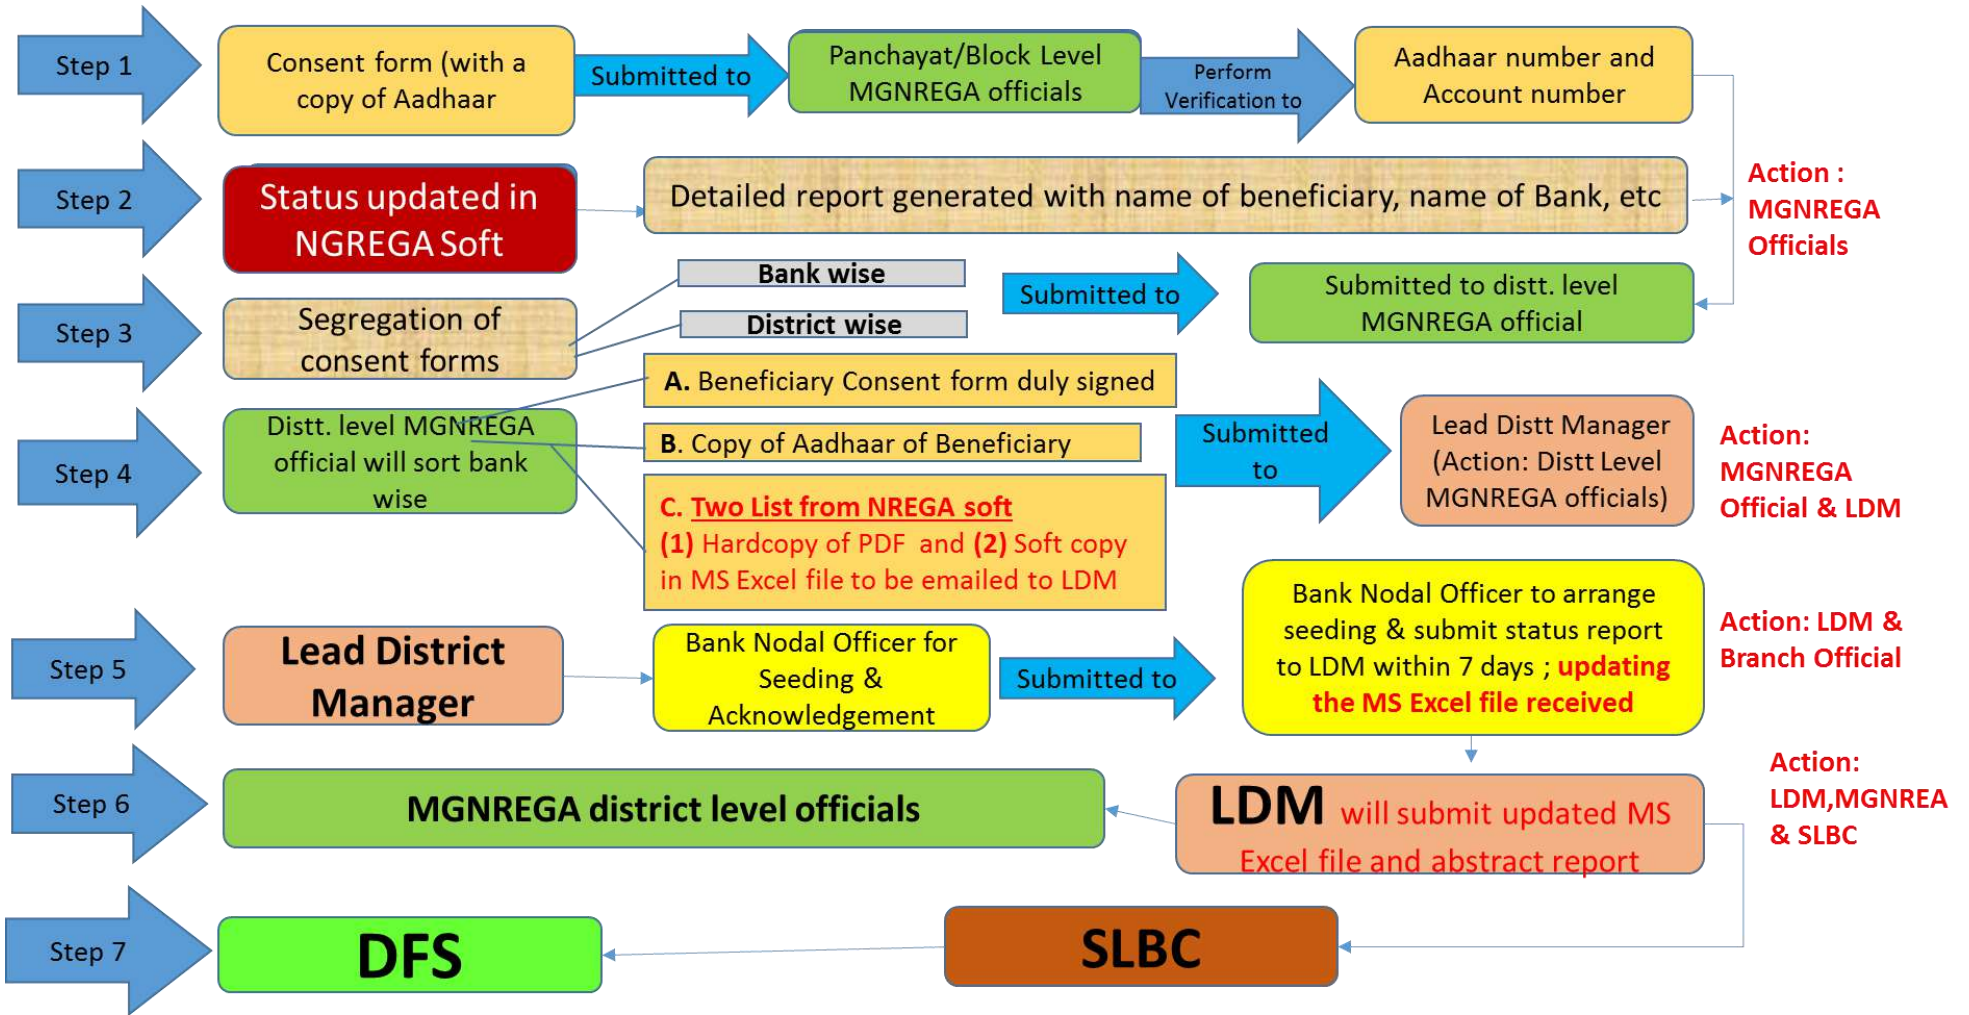 Step 1
Consent form (with a
copy of Aadhaar
Submitted to
Panchayat/Block Level
MGNREGA officials
Perform
Verification to
Aadhaar number and
Account number
Step 2
Status updated in
NGREGA Soft
Detailed report generated with name of beneficiary, name of Bank, etc
Action :
MGNREGA
Officials
Step 3
Segregation of
consent forms
Bank wise
District wise
Submitted to
Submitted to distt. level
MGNREGA official
Step 4
Distt. level MGNREGA
official will sort bank
wise
A. Beneficiary Consent form duly signed
B. Copy of Aadhaar of Beneficiary
C. Two List from NREGA soft
(1) Hardcopy of PDF and (2) Soft copy
in MS Excel file to be emailed to LDM
Submitted
to
Lead Distt Manager
(Action: Distt Level
MGNREGA officials)
Action:
MGNREGA
Official & LDM
Step 5
Lead District
Manager
Bank Nodal Officer for
Seeding &
Acknowledgement
Submitted to
Bank Nodal Officer to arrange
seeding & submit status report
to LDM within 7 days ; updating
the MS Excel file received
Action: LDM &
Branch Official
Step 6
MGNREGA district level officials
LDM will submit updated MS
Excel file and abstract report
Action:
LDM,MGNREA
& SLBC
Step 7
DFS
SLBC